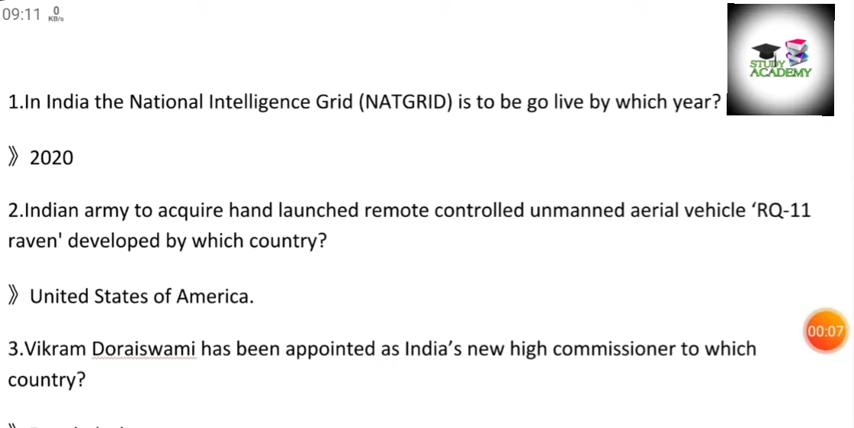 09:11 0 KB/s
STUDY
ACADEMY
1.In India the National Intelligence Grid (NATGRID) is to be go live by which year?
》 2020
2.Indian army to acquire hand launched remote controlled unmanned aerial vehicle ‘RQ-11
raven' developed by which country?
》 United States of America.
00:07
3.Vikram Doraiswami has been appointed as India’s new high commissioner to which
country?